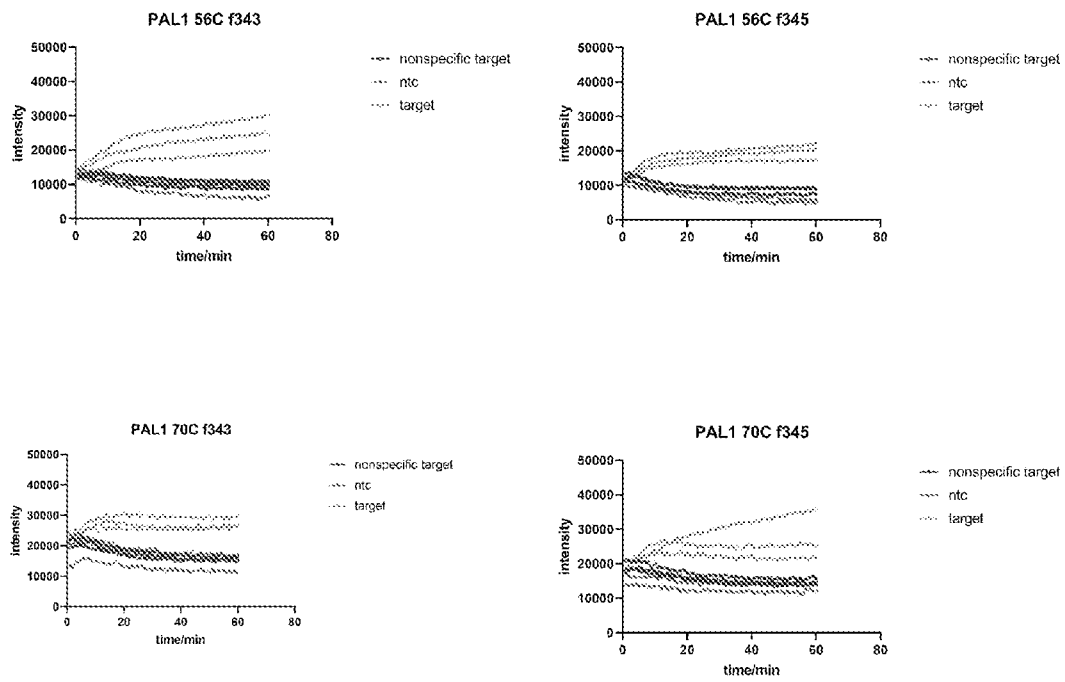 PAL1 56C f343
50000
40000
30000
20000
10000
0
0 20 40 60 80
intensity
time/min
nonspecific target
ntc
target
PAL1 56C f345
50000
40000
30000
20000
10000
0
0 20 40 60 80
intensity
time/min
nonspecific target
ntc
target
PAL1 70C f343
50000
40000
30000
20000
10000
0
0 20 40 60 80
intensity
time/min
nonspecific target
ntc
target
PAL1 70C f345
50000
40000
30000
20000
10000
0
0 20 40 60 80
intensity
time/min
nonspecific target
ntc
target